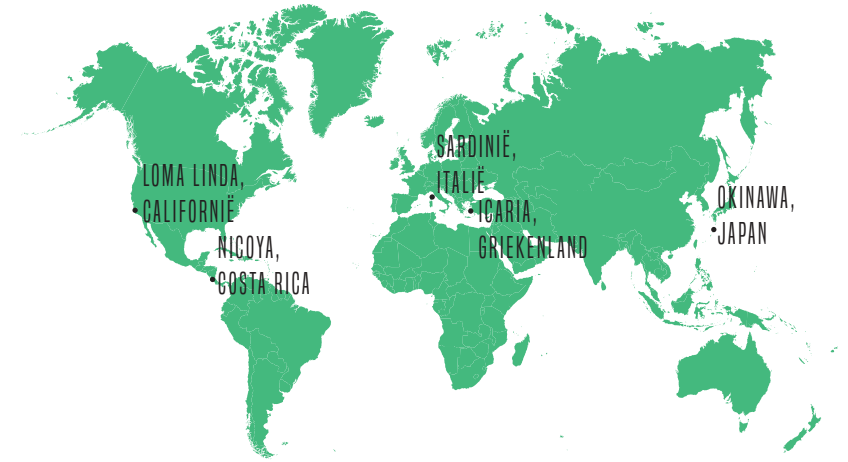 SARDINIË,
ITALIË
LOMA LINDA,
CALIFORNIË
OKINAWA,
JAPAN
ICARIA,
GRIEKENLAND
NICOYA,
COSTA RICA